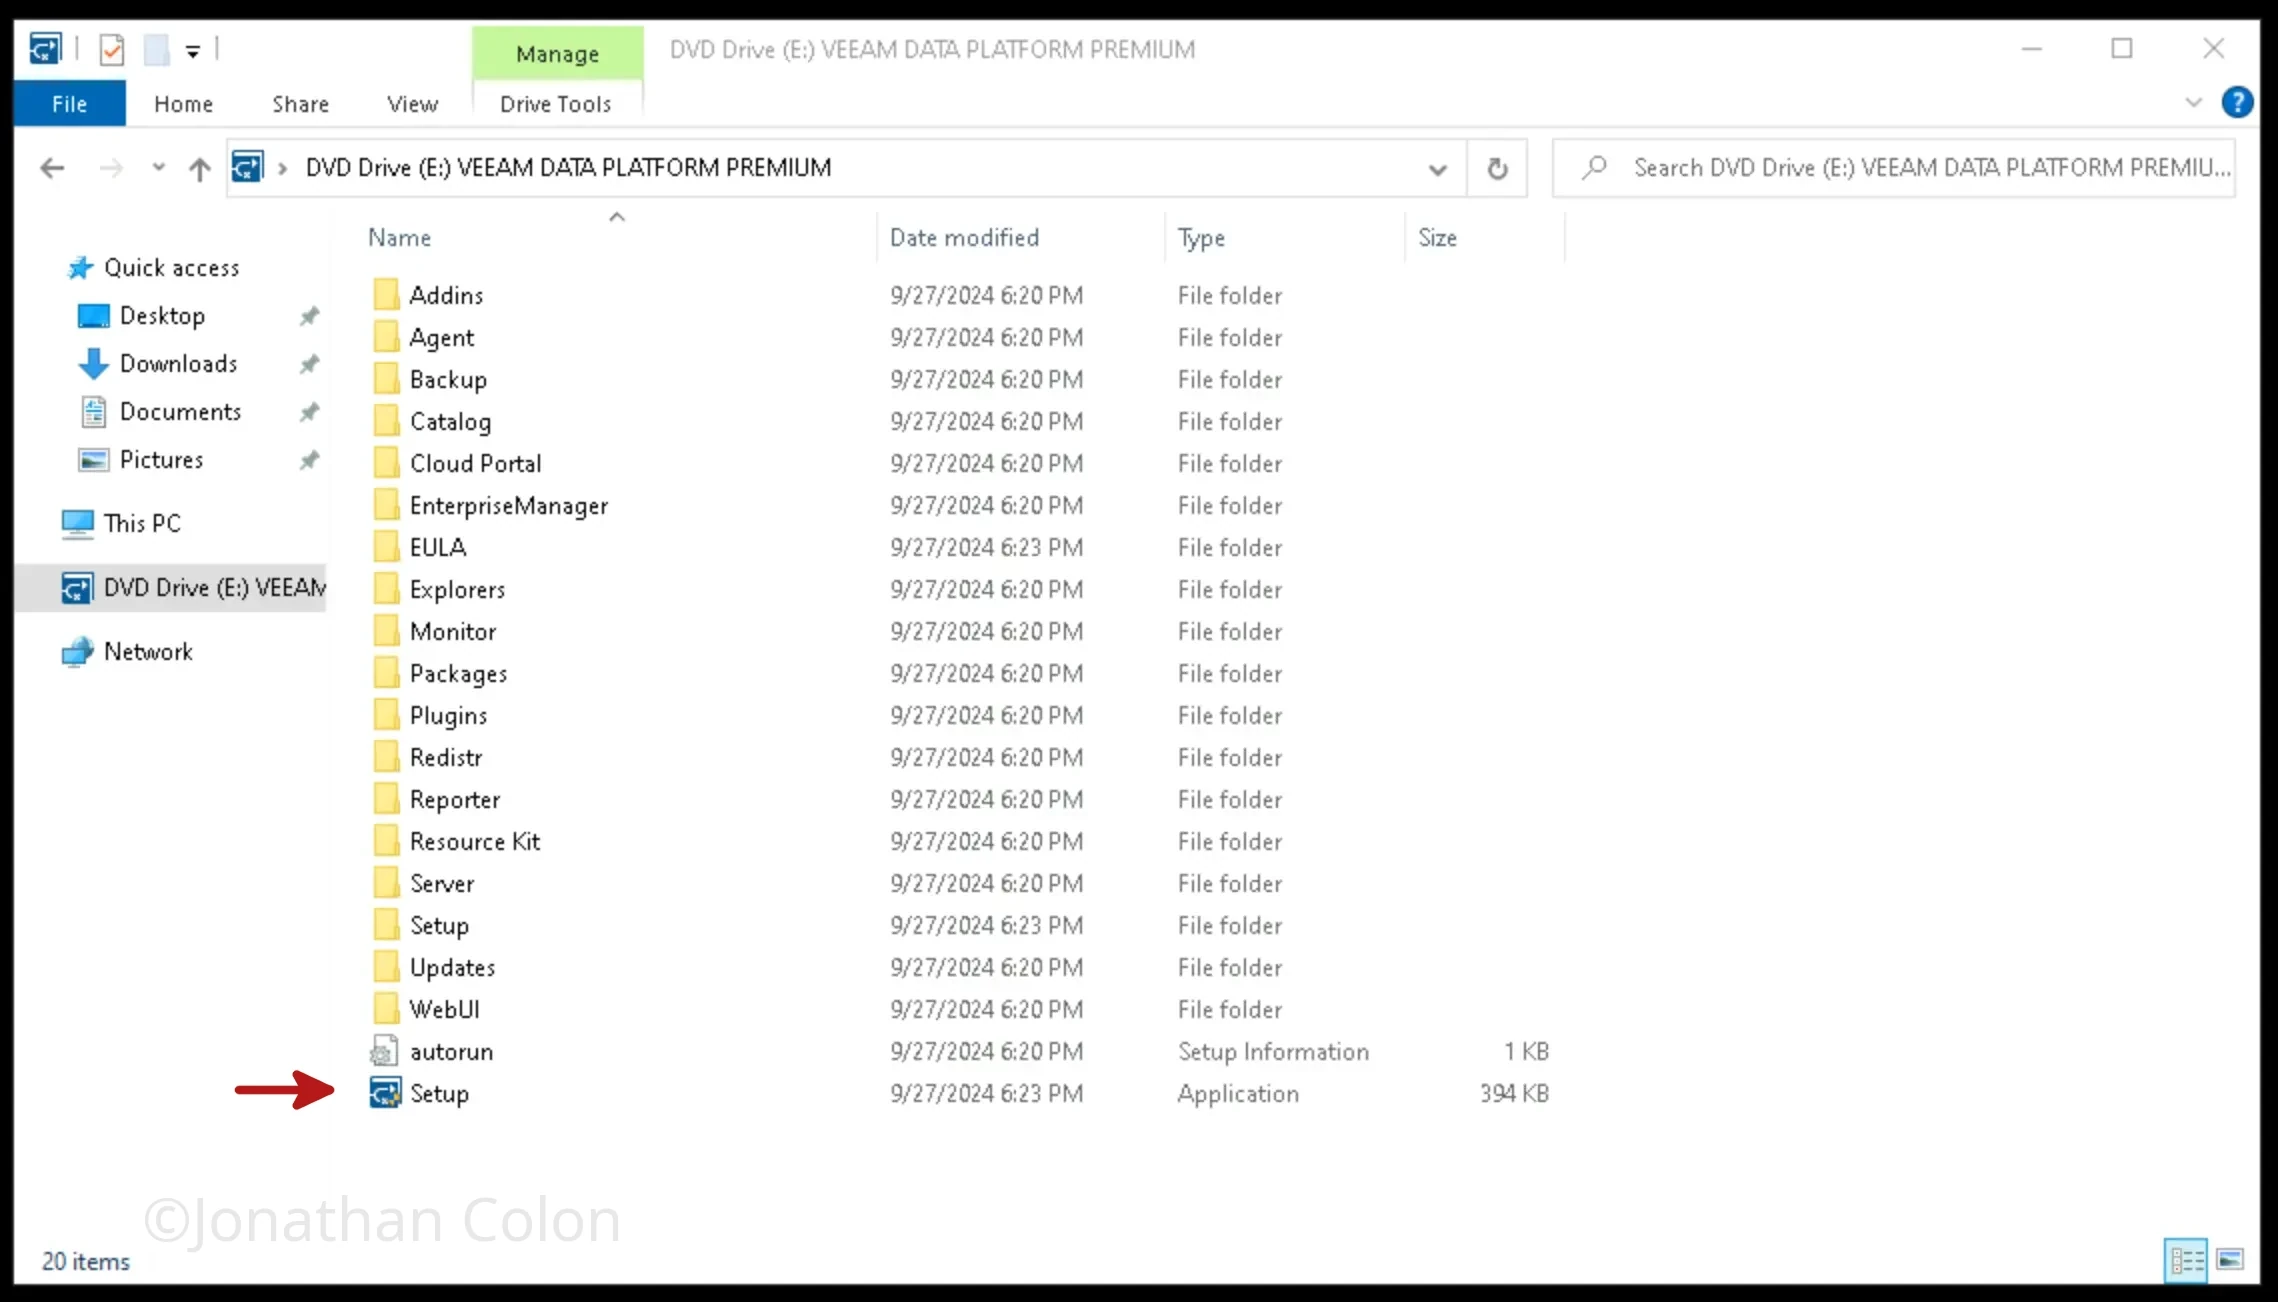 Manage
DVD Drive (E:) VEEAM DATA PLATFORM PREMIUM
File Home Share View Drive Tools
DVD Drive (E:) VEEAM DATA PLATFORM PREMIUM
Search DVD Drive (E:) VEEAM DATA PLATFORM PREMIU...
Quick access
Desktop
Downloads
Documents
Pictures
This PC
DVD Drive (E:) VEEAM
Network
Name Date modified Type Size
Addins 9/27/2024 6:20 PM File folder
Agent 9/27/2024 6:20 PM File folder
Backup 9/27/2024 6:20 PM File folder
Catalog 9/27/2024 6:20 PM File folder
Cloud Portal 9/27/2024 6:20 PM File folder
EnterpriseManager 9/27/2024 6:20 PM File folder
EULA 9/27/2024 6:23 PM File folder
Explorers 9/27/2024 6:20 PM File folder
Monitor 9/27/2024 6:20 PM File folder
Packages 9/27/2024 6:20 PM File folder
Plugins 9/27/2024 6:20 PM File folder
Redistr 9/27/2024 6:20 PM File folder
Reporter 9/27/2024 6:20 PM File folder
Resource Kit 9/27/2024 6:20 PM File folder
Server 9/27/2024 6:20 PM File folder
Setup 9/27/2024 6:23 PM File folder
Updates 9/27/2024 6:20 PM File folder
WebUI 9/27/2024 6:20 PM File folder
autorun 9/27/2024 6:20 PM Setup Information 1 KB
Setup 9/27/2024 6:23 PM Application 394 KB
©Jonathan Colon
20 items